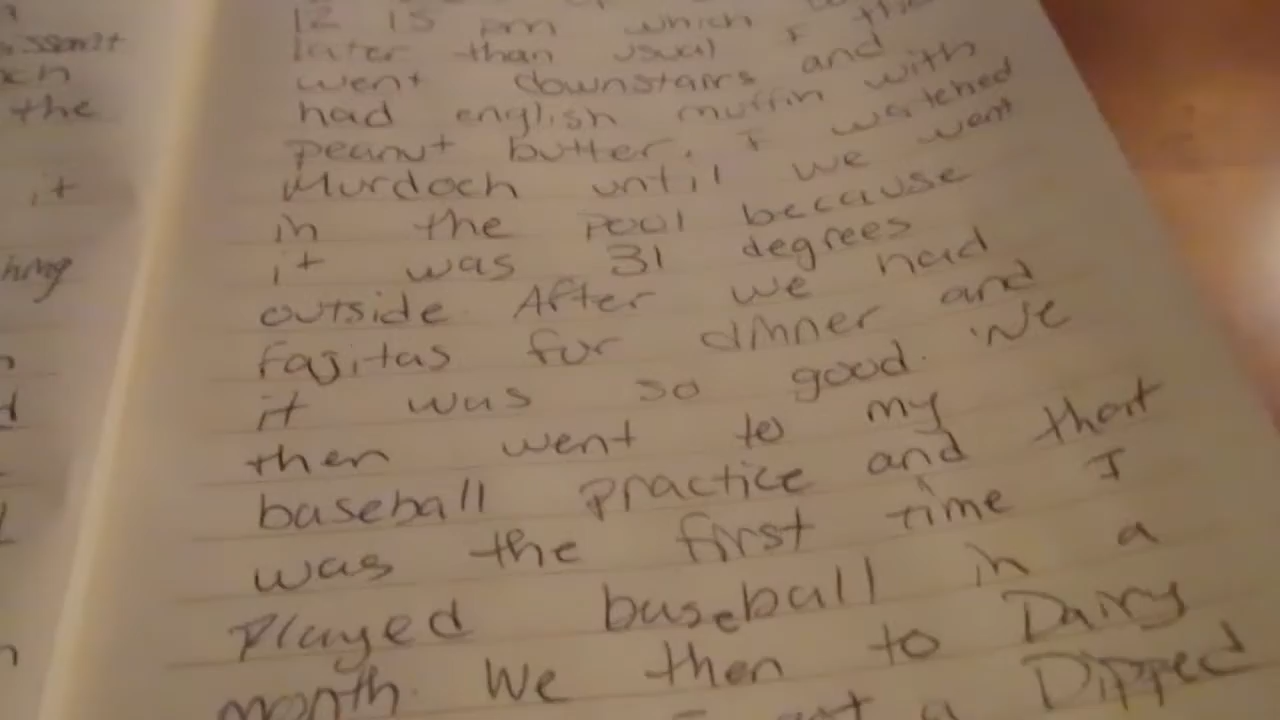 the
it
12 15 pm which
later than usual I
went downstairs and
had english muffin with
peanut butter. I watched
Murdoch until we went
in the pool because
it was 31 degrees
outside. After we had
fajitas for dinner and
it was so good. We
then went to my
baseball practice and that
was the first time I
played baseball in a
month. We then to Dairy
a Dipped